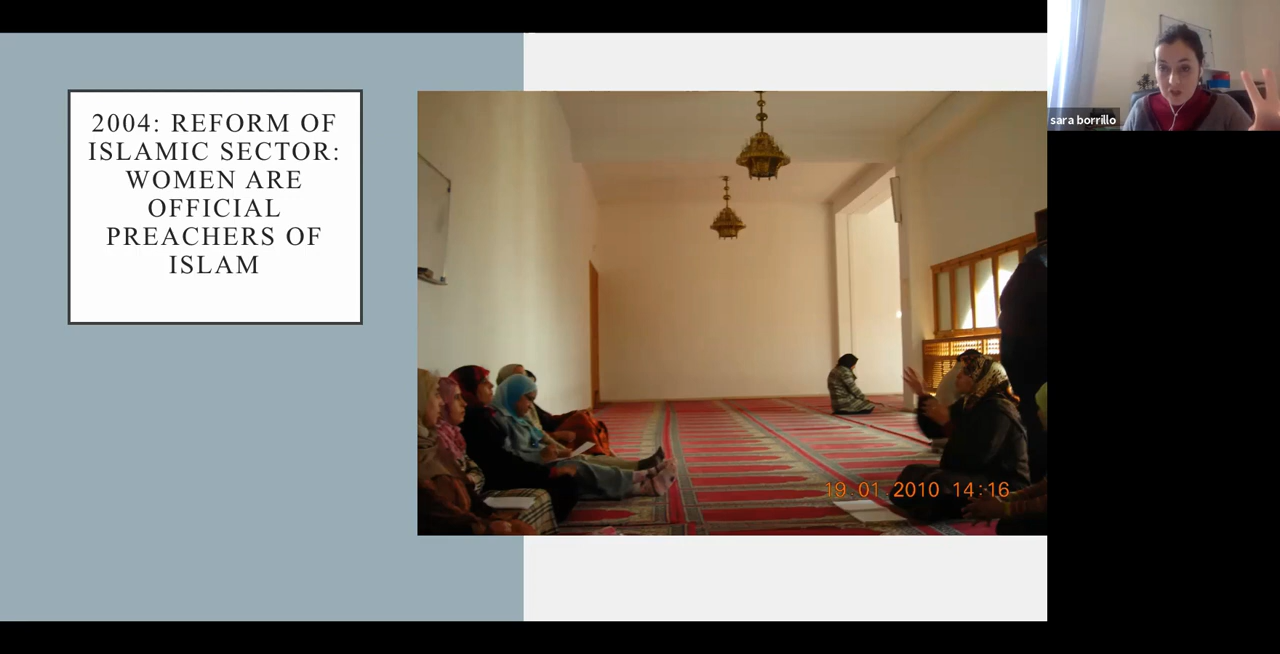 2004: REFORM OF
ISLAMIC SECTOR:
WOMEN ARE
OFFICIAL
PREACHERS OF
ISLAM
19 01 2010 14:16
sara borrillo